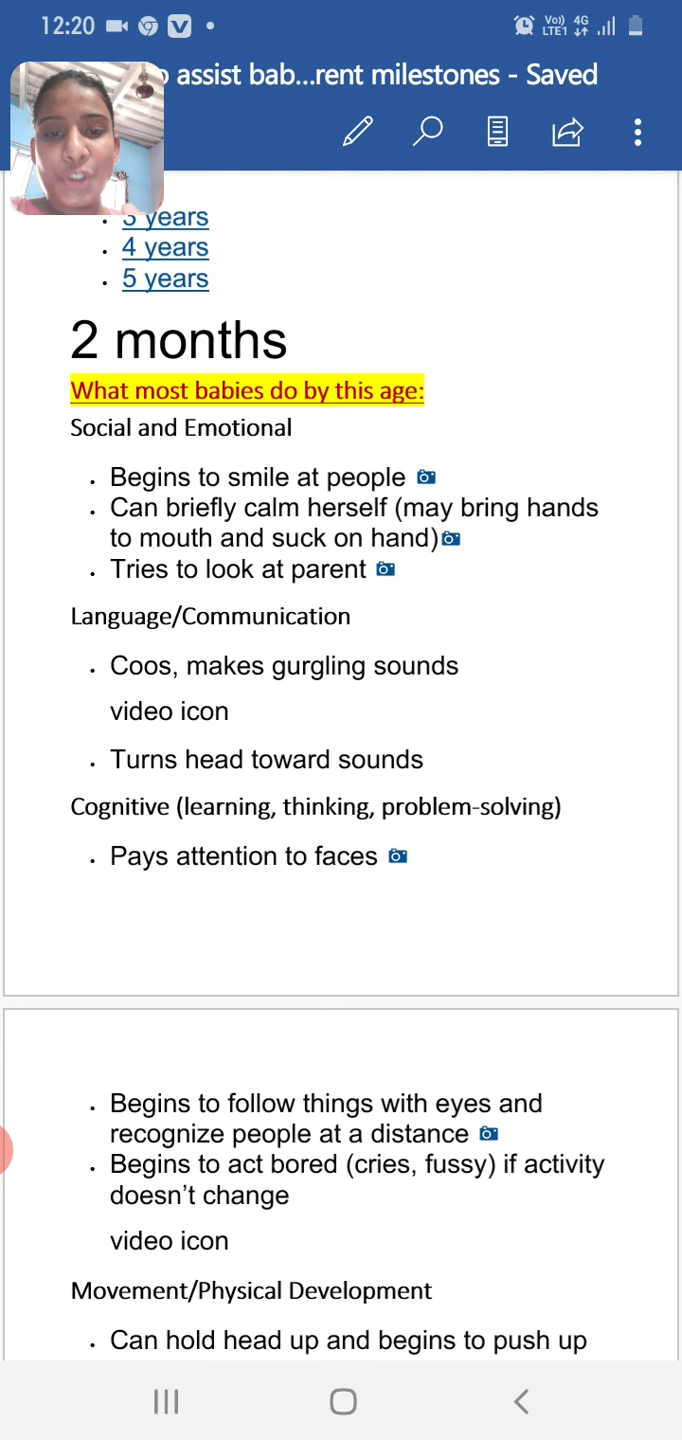 12:20
Vo)) 4G
LTE1
assist bab...rent milestones - Saved
3 years
4 years
5 years
2 months
What most babies do by this age:
Social and Emotional
Begins to smile at people
Can briefly calm herself (may bring hands
to mouth and suck on hand)
Tries to look at parent
Language/Communication
Coos, makes gurgling sounds
video icon
Turns head toward sounds
Cognitive (learning, thinking, problem-solving)
Pays attention to faces
Begins to follow things with eyes and
recognize people at a distance
Begins to act bored (cries, fussy) if activity
doesn’t change
video icon
Movement/Physical Development
Can hold head up and begins to push up